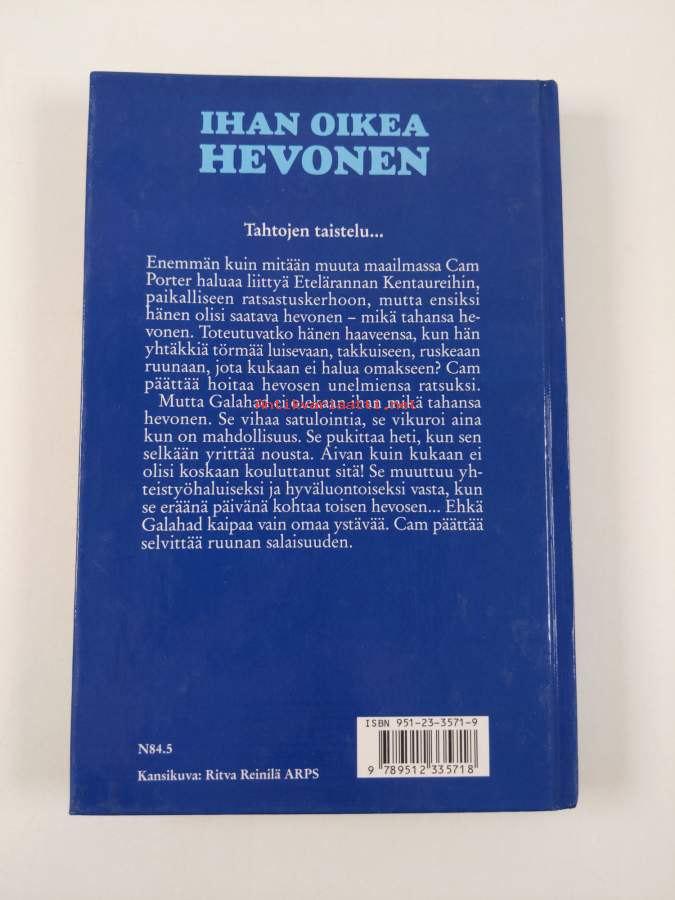 IHAN OIKEA
HEVONEN
Tahtojen taistelu...
Enemmän kuin mitään muuta maailmassa Cam
Porter haluaa liittyä Etelärannan Kentaureihin,
paikalliseen ratsastuskerhoon, mutta ensiksi
hänen olisi saatava hevonen – mikä tahansa he-
vonen. Toteutuvatko hänen haaveensa, kun hän
yhtäkkiä törmää luisevaan, takkuiseen, ruskeaan
ruunaan, jota kukaan ei halua omakseen? Cam
päättää hoitaa hevosen unelmiensa ratsuksi.
Mutta Galahad ei olekaan ihan mikä tahansa
hevonen. Se vihaa satulointia, se vikuroi aina
kun on mahdollisuus. Se pukittaa heti, kun sen
selkään yrittää nousta. Aivan kuin kukaan ei
olisi koskaan kouluttanut sitä! Se muuttuu yh-
teistyöhaluiseksi ja hyväluontoiseksi vasta, kun
se eräänä päivänä kohtaa toisen hevosen... Ehkä
Galahad kaipaa vain omaa ystävää. Cam päättää
selvittää ruunan salaisuuden.
antikvariaatti.net
ISBN 951-23-3571-9
9 789512 335718
N84.5
Kansikuva: Ritva Reinilä ARPS